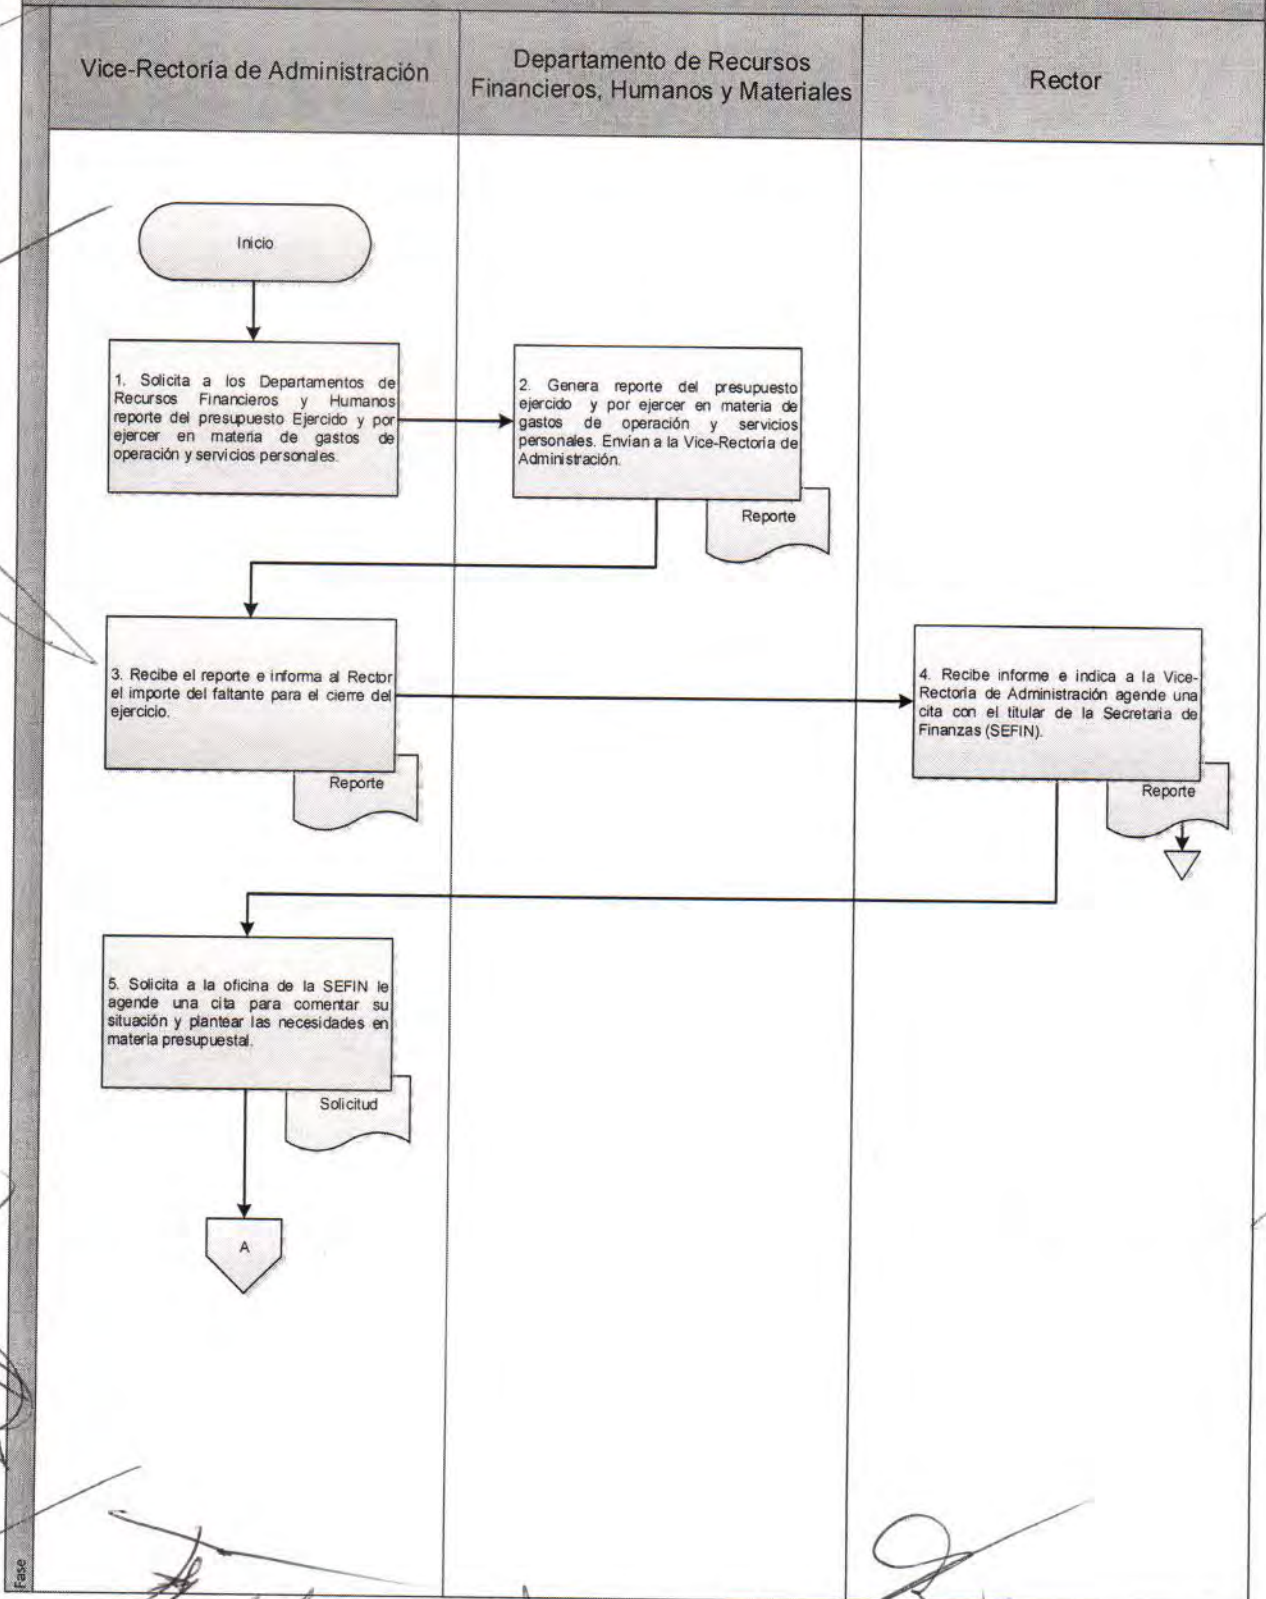 Vice-Rectoría de Administración
Departamento de Recursos
Financieros, Humanos y Materiales
Rector
Inicio
1. Solicita a los Departamentos de
Recursos Financieros y Humanos
reporte del presupuesto Ejercido y por
ejercer en materia de gastos de
operación y servicios personales.
2. Genera reporte del presupuesto
ejercido y por ejercer en materia de
gastos de operación y servicios
personales. Envían a la Vice-Rectoria de
Administración.
Reporte
3. Recibe el reporte e informa al Rector
el importe del faltante para el cierre del
ejercicio.
Reporte
4. Recibe informe e indica a la Vice-
Rectoría de Administración agende una
cita con el titular de la Secretaria de
Finanzas (SEFIN).
Reporte
5. Solicita a la oficina de la SEFIN le
agende una cita para comentar su
situación y plantear las necesidades en
materia presupuestal.
Solicitud
A
Fase